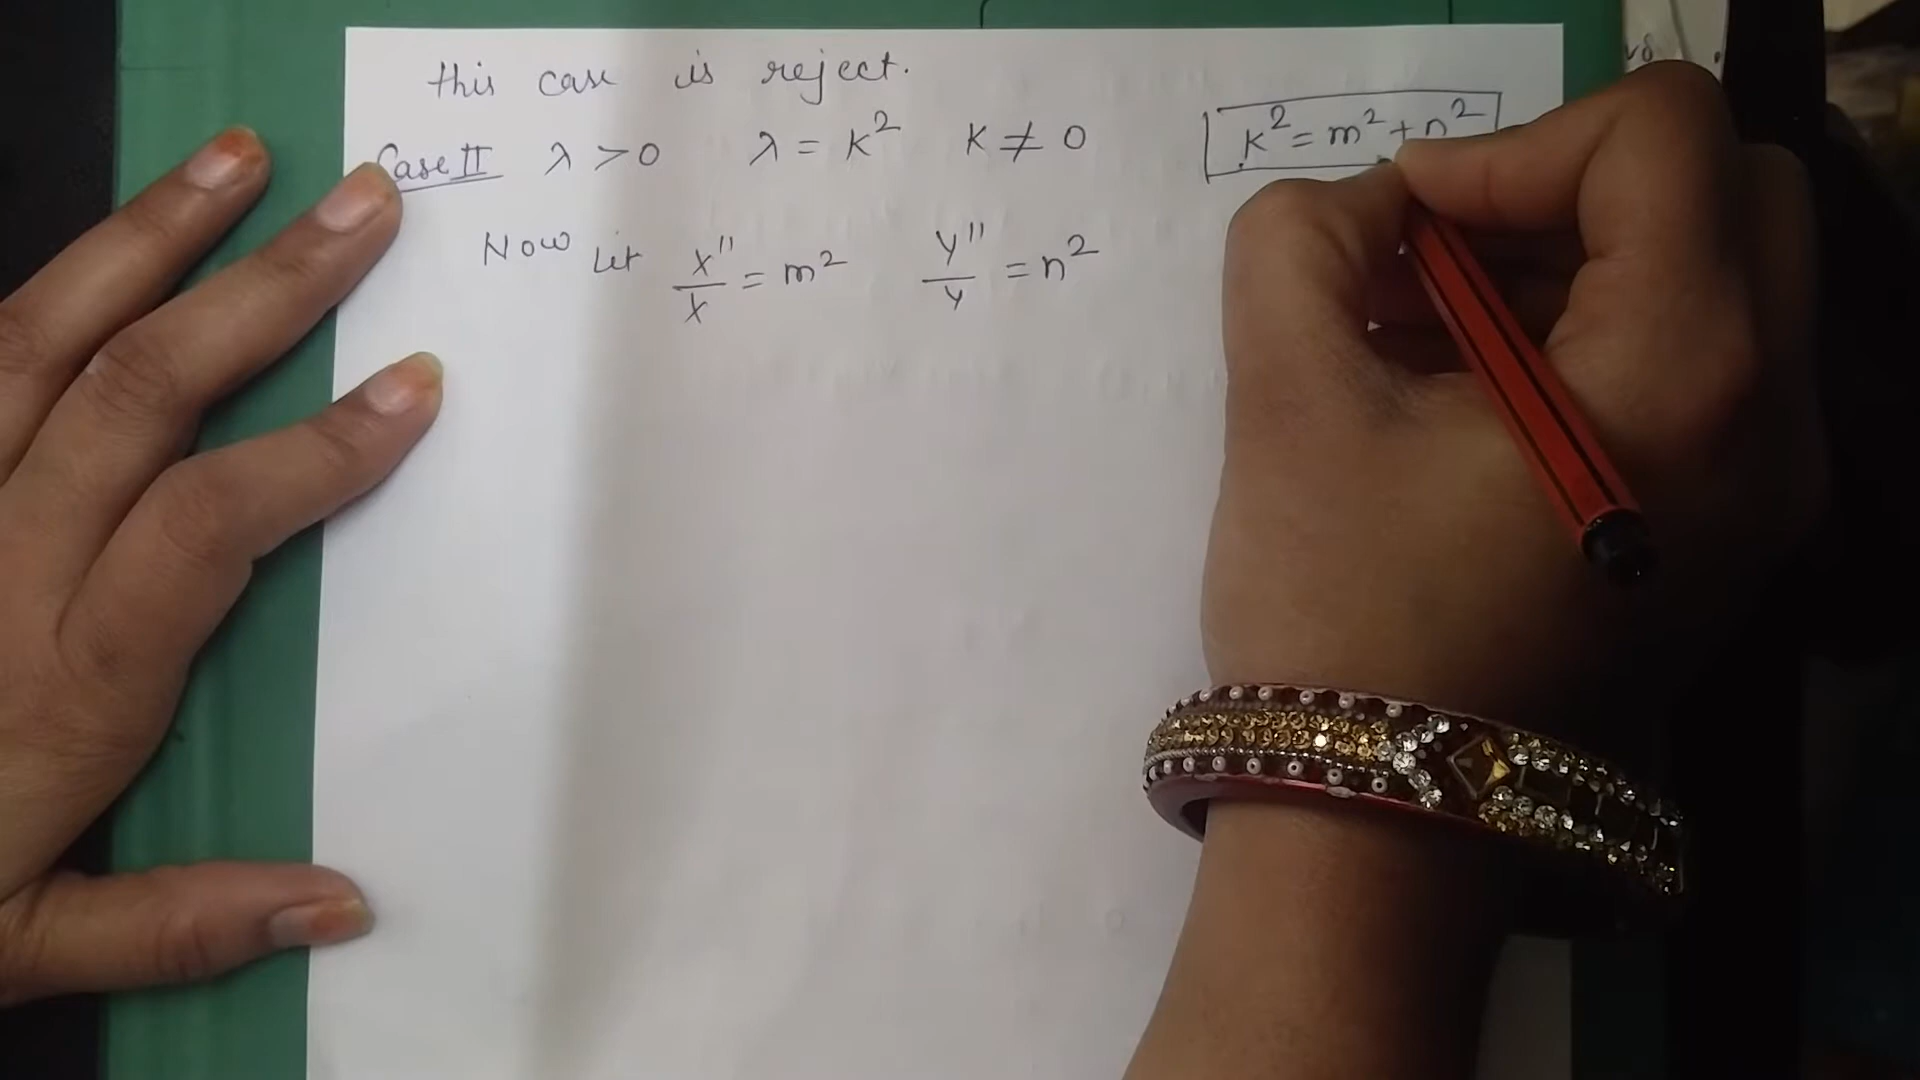 this case is reject.
Case II λ > 0 λ = K² K ≠ 0 K² = m² + n²
Now Let X''/X = m² Y''/Y = n²